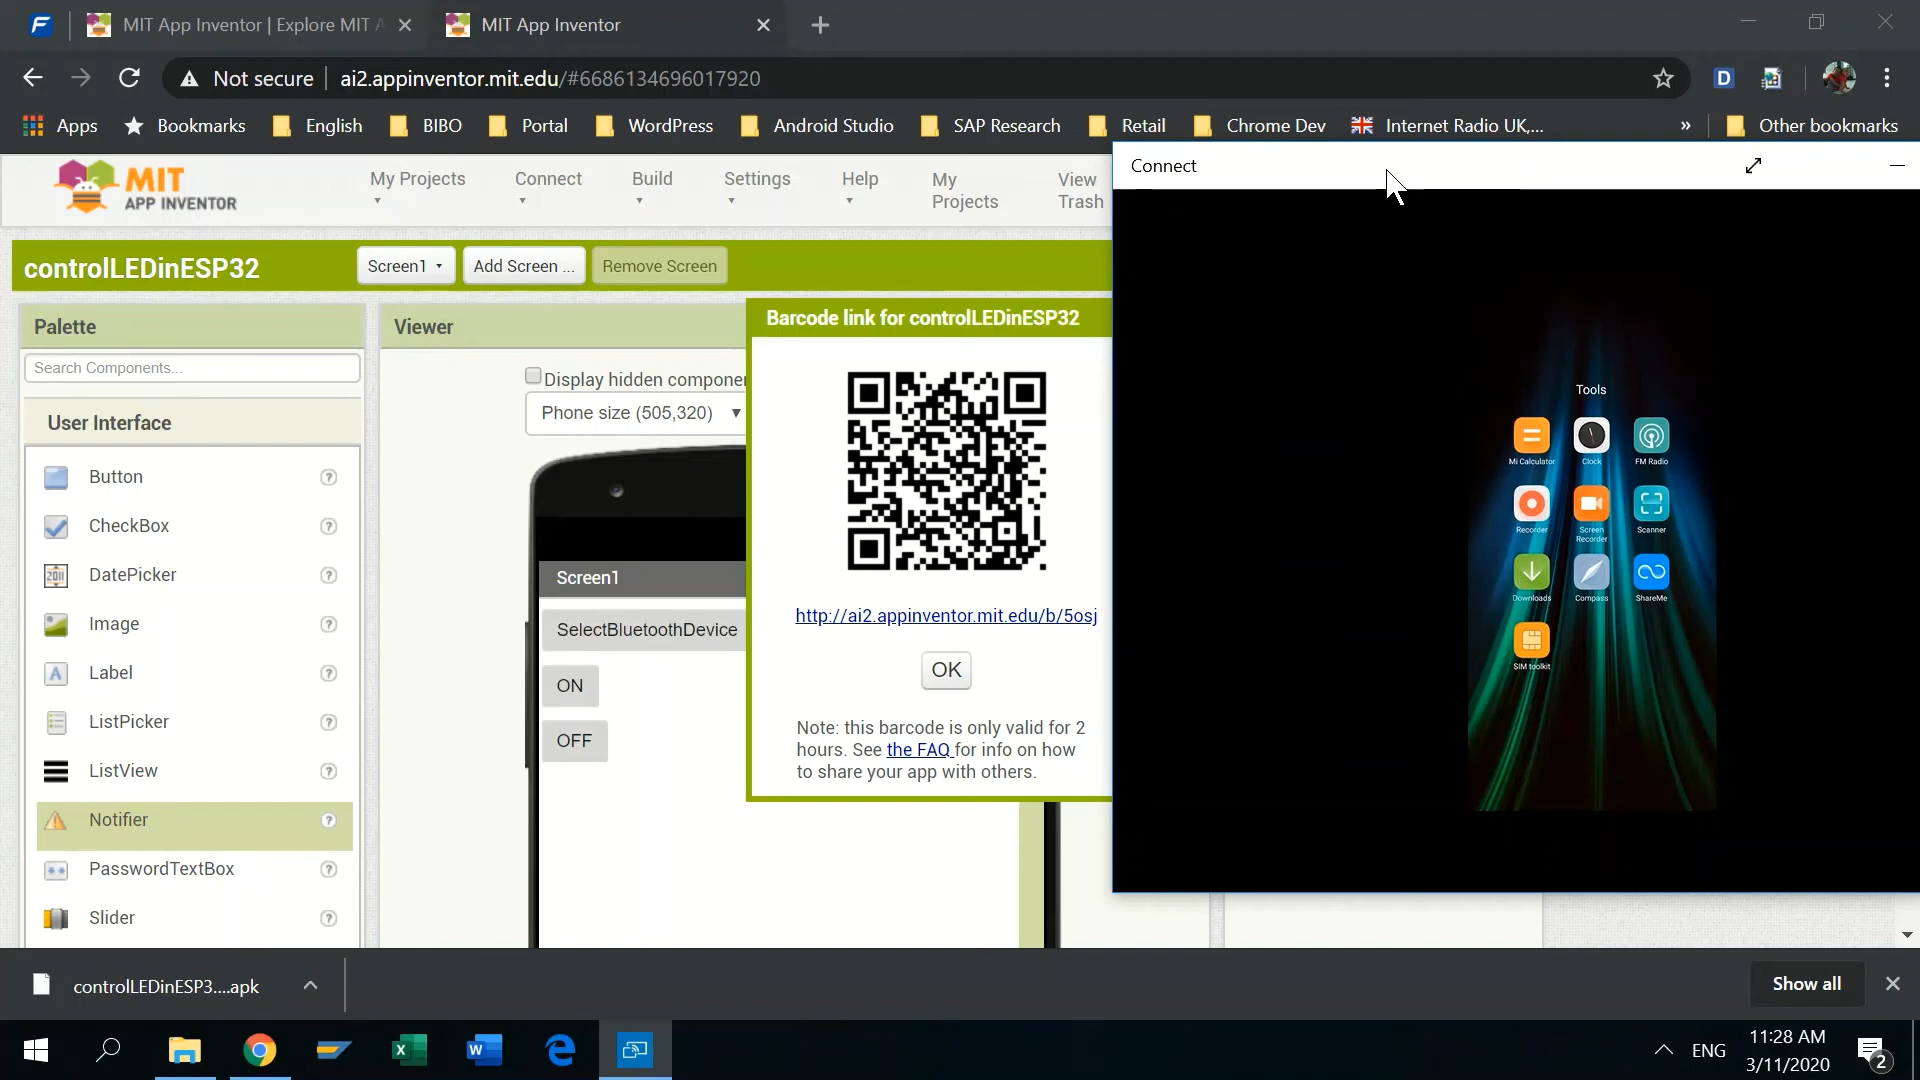 MIT App Inventor | Explore MIT A
MIT App Inventor
Not secure
ai2.appinventor.mit.edu/#6686134696017920
Apps
Bookmarks
English
BIBO
Portal
WordPress
Android Studio
SAP Research
Retail
Chrome Dev
Internet Radio UK,...
»
Other bookmarks
MIT
APP INVENTOR
My Projects
Connect
Build
Settings
Help
My
Projects
View
Trash
Connect
controlLEDinESP32
Screen1
Add Screen ...
Remove Screen
Palette
Search Components...
User Interface
Button
CheckBox
DatePicker
Image
Label
ListPicker
ListView
Notifier
PasswordTextBox
Slider
Viewer
Display hidden componen
Phone size (505,320)
Screen1
SelectBluetoothDevice
ON
OFF
Barcode link for controlLEDinESP32
http://ai2.appinventor.mit.edu/b/5osj
OK
Note: this barcode is only valid for 2
hours. See the FAQ for info on how
to share your app with others.
Tools
Mi Calculator
Clock
FM Radio
Recorder
Screen
Recorder
Scanner
Downloads
Compass
ShareMe
SIM toolkit
controlLEDinESP3....apk
Show all
ENG
11:28 AM
3/11/2020
2